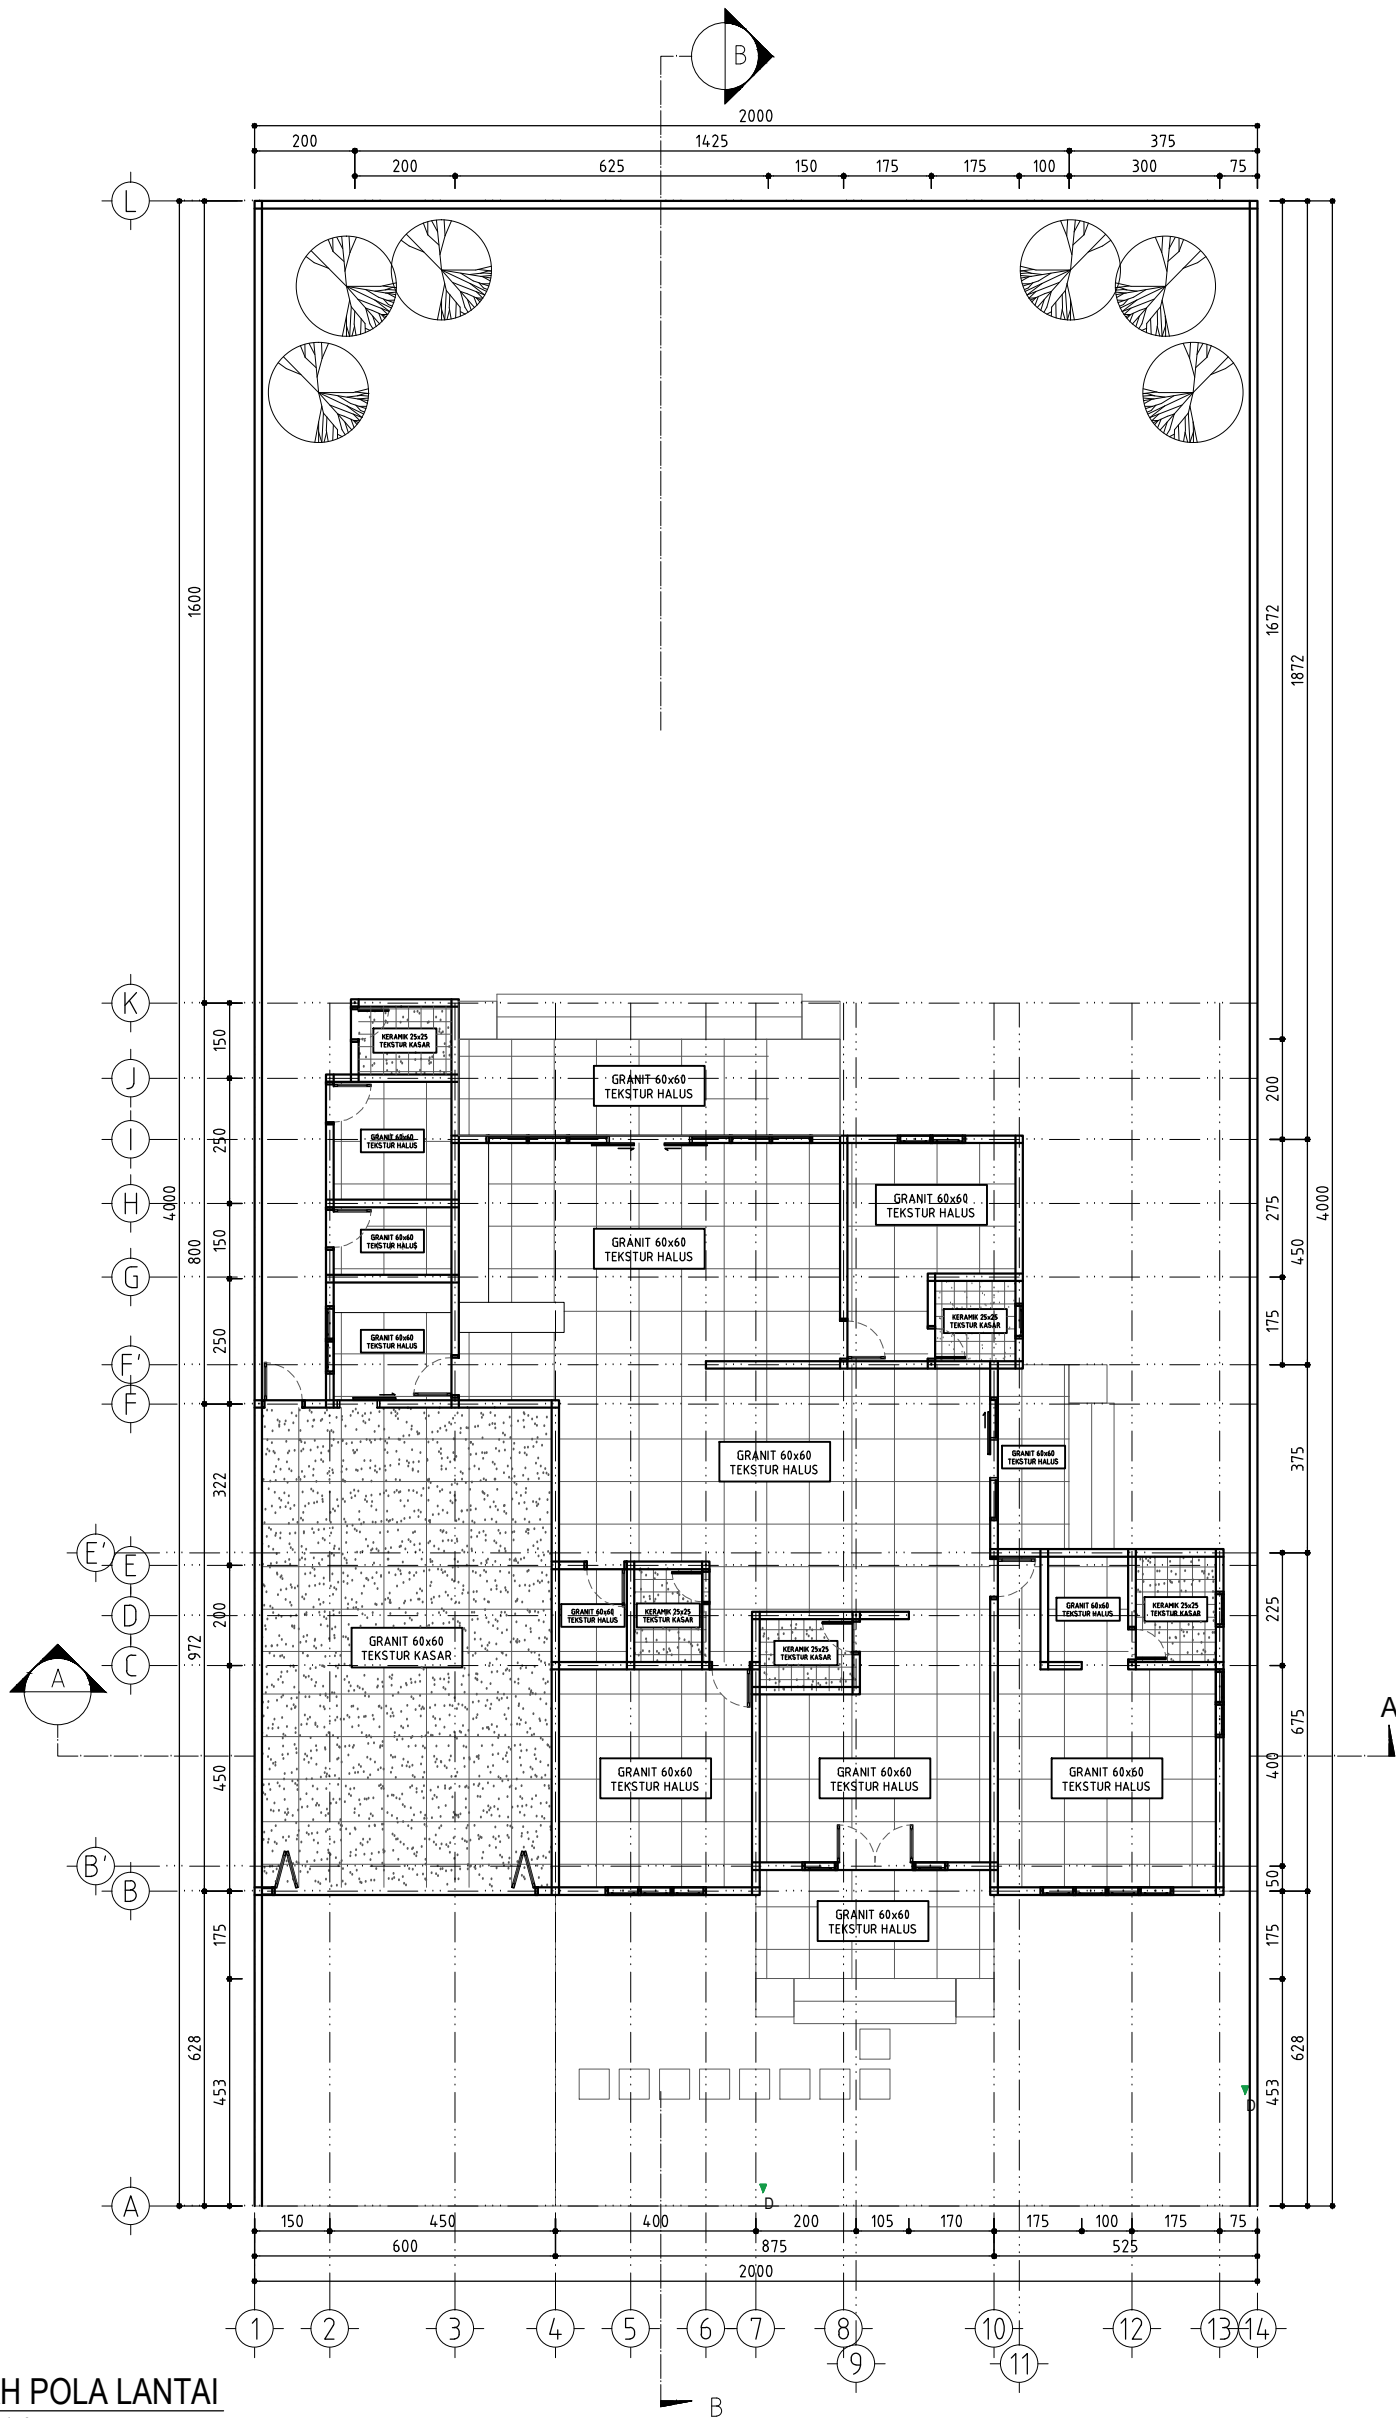 B
2000
200 1425 375
200 625 150 175 175 100 300 75
L
1600
1672
1872
K
150
KERAMIK 25x25
TEKSTUR KASAR
J
GRANIT 60x60
TEKSTUR HALUS
200
I
250
GRANIT 60x60
TEKSTUR HALUS
H
4000
GRANIT 60x60
TEKSTUR HALUS
275
4000
800
150
GRANIT 60x60
TEKSTUR HALUS
GRANIT 60x60
TEKSTUR HALUS
450
G
250
GRANIT 60x60
TEKSTUR HALUS
KERAMIK 25x25
TEKSTUR KASAR
175
F'
F
322
GRANIT 60x60
TEKSTUR HALUS
GRANIT 60x60
TEKSTUR HALUS
375
E'
E
D
200
GRANIT 60x60
TEKSTUR HALUS
KERAMIK 25x25
TEKSTUR KASAR
GRANIT 60x60
TEKSTUR HALUS
KERAMIK 25x25
TEKSTUR KASAR
225
972
GRANIT 60x60
TEKSTUR KASAR
KERAMIK 25x25
TEKSTUR KASAR
C
A
A
675
450
GRANIT 60x60
TEKSTUR HALUS
GRANIT 60x60
TEKSTUR HALUS
GRANIT 60x60
TEKSTUR HALUS
400
B'
B
50
175
GRANIT 60x60
TEKSTUR HALUS
175
628
453
628
453
D
D
A
150 450 400 200 105 170 175 100 175 75
600 875 525
2000
1 2 3 4 5 6 7 8 10 12 13 14
9 11
H POLA LANTAI
B